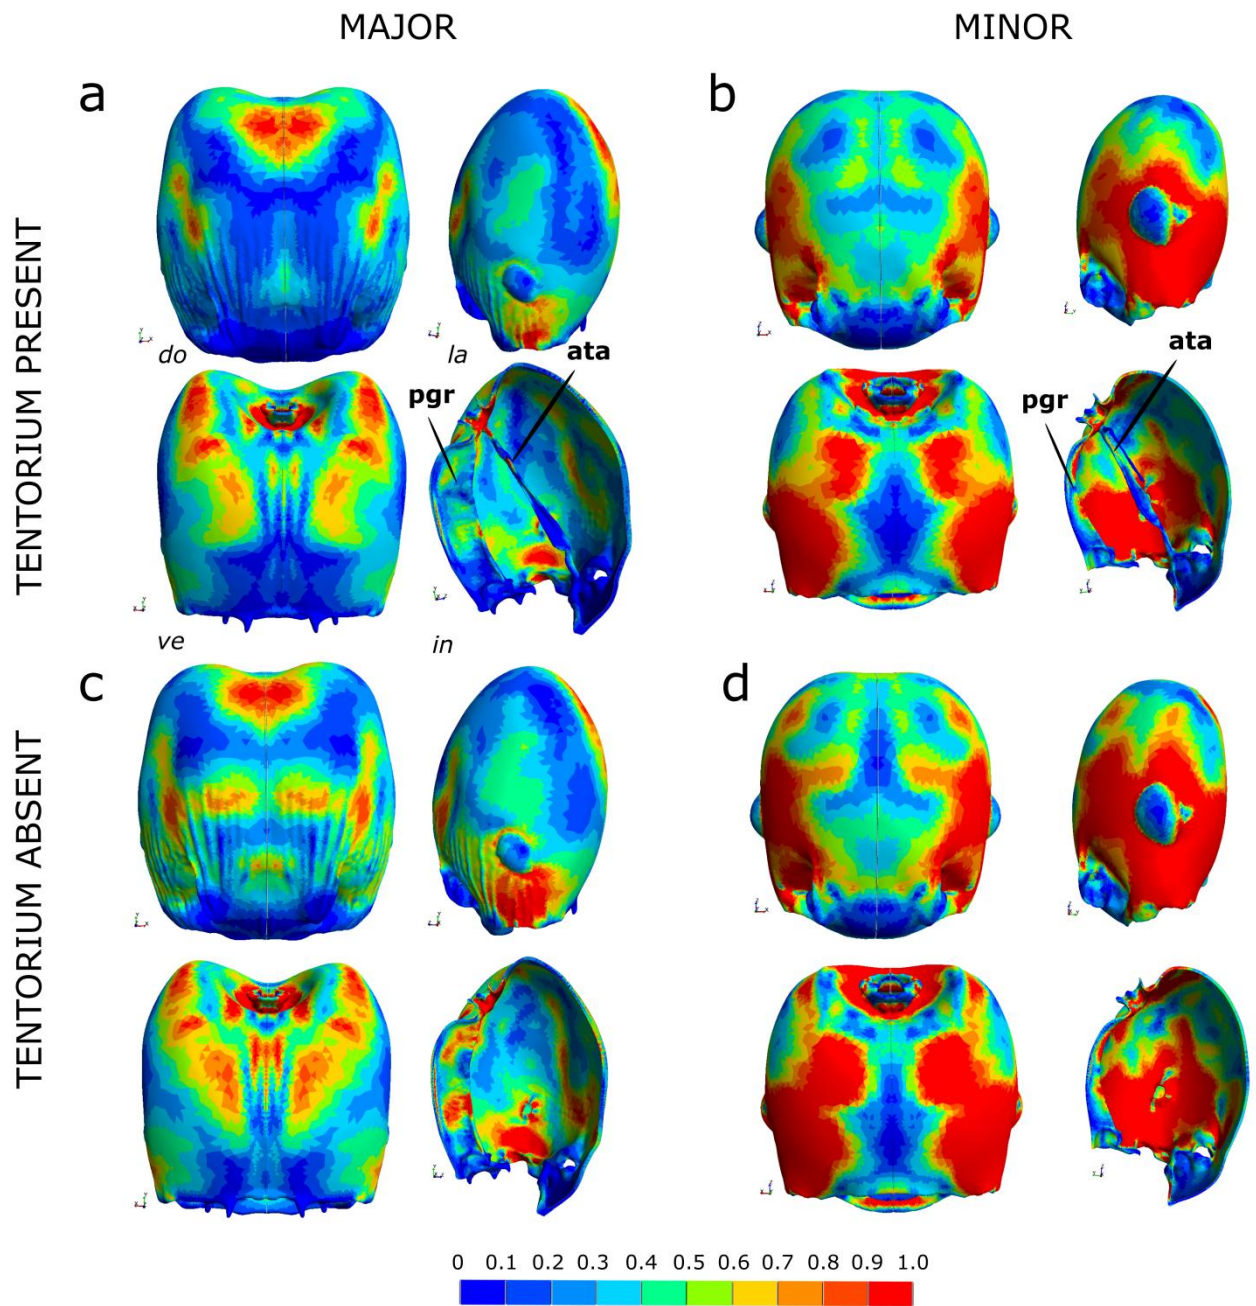 MAJOR MINOR
a b
TENTORIUM PRESENT
do la ata
pgr
ata
pgr
ve in
c d
TENTORIUM ABSENT
0 0.1 0.2 0.3 0.4 0.5 0.6 0.7 0.8 0.9 1.0